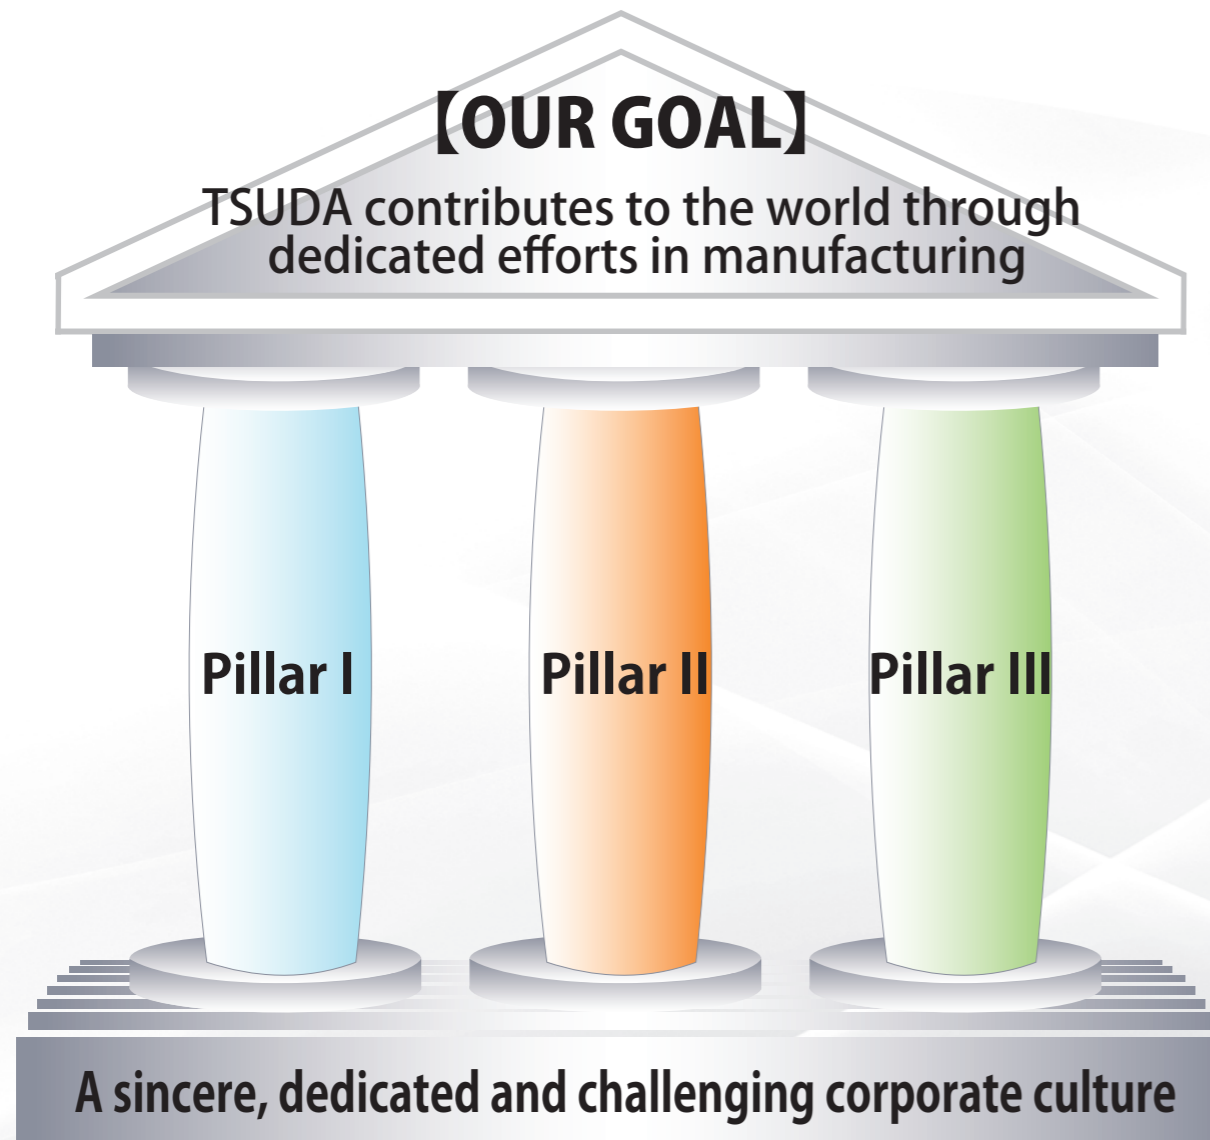 【OUR GOAL】
TSUDA contributes to the world through
dedicated efforts in manufacturing
Pillar I
Pillar II
Pillar III
A sincere, dedicated and challenging corporate culture